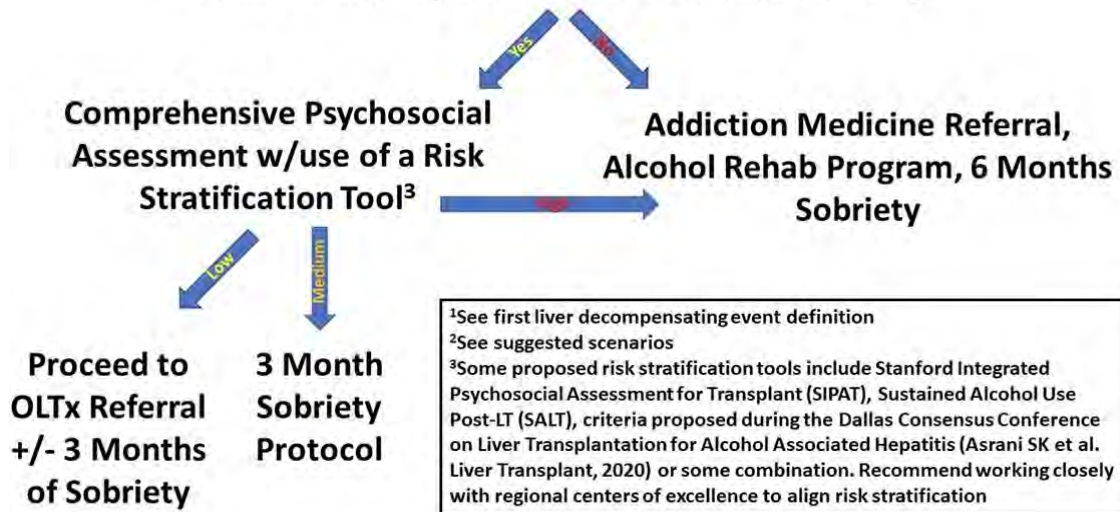 Yes
No
Comprehensive Psychosocial
Assessment w/use of a Risk
Stratification Tool³
Addiction Medicine Referral,
Alcohol Rehab Program, 6 Months
Sobriety
High
Low
Medium
Proceed to
OLTx Referral
+/- 3 Months
of Sobriety
3 Month
Sobriety
Protocol
¹See first liver decompensating event definition
²See suggested scenarios
³Some proposed risk stratification tools include Stanford Integrated
Psychosocial Assessment for Transplant (SIPAT), Sustained Alcohol Use
Post-LT (SALT), criteria proposed during the Dallas Consensus Conference
on Liver Transplantation for Alcohol Associated Hepatitis (Asrani SK et al.
Liver Transplant, 2020) or some combination. Recommend working closely
with regional centers of excellence to align risk stratification